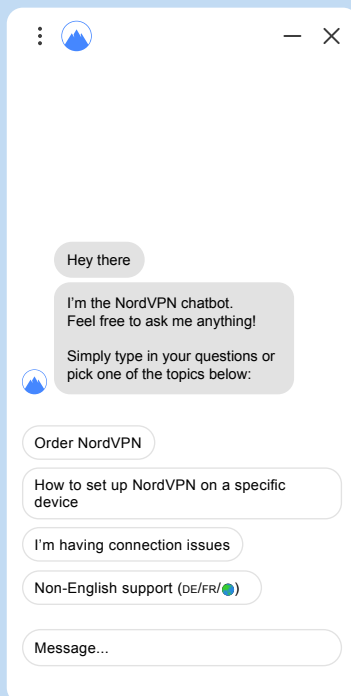 Hey there
I'm the NordVPN chatbot.
Feel free to ask me anything!
Simply type in your questions or
pick one of the topics below:
Order NordVPN
How to set up NordVPN on a specific
device
I'm having connection issues
Non-English support (DE/FR/🌍)
Message...